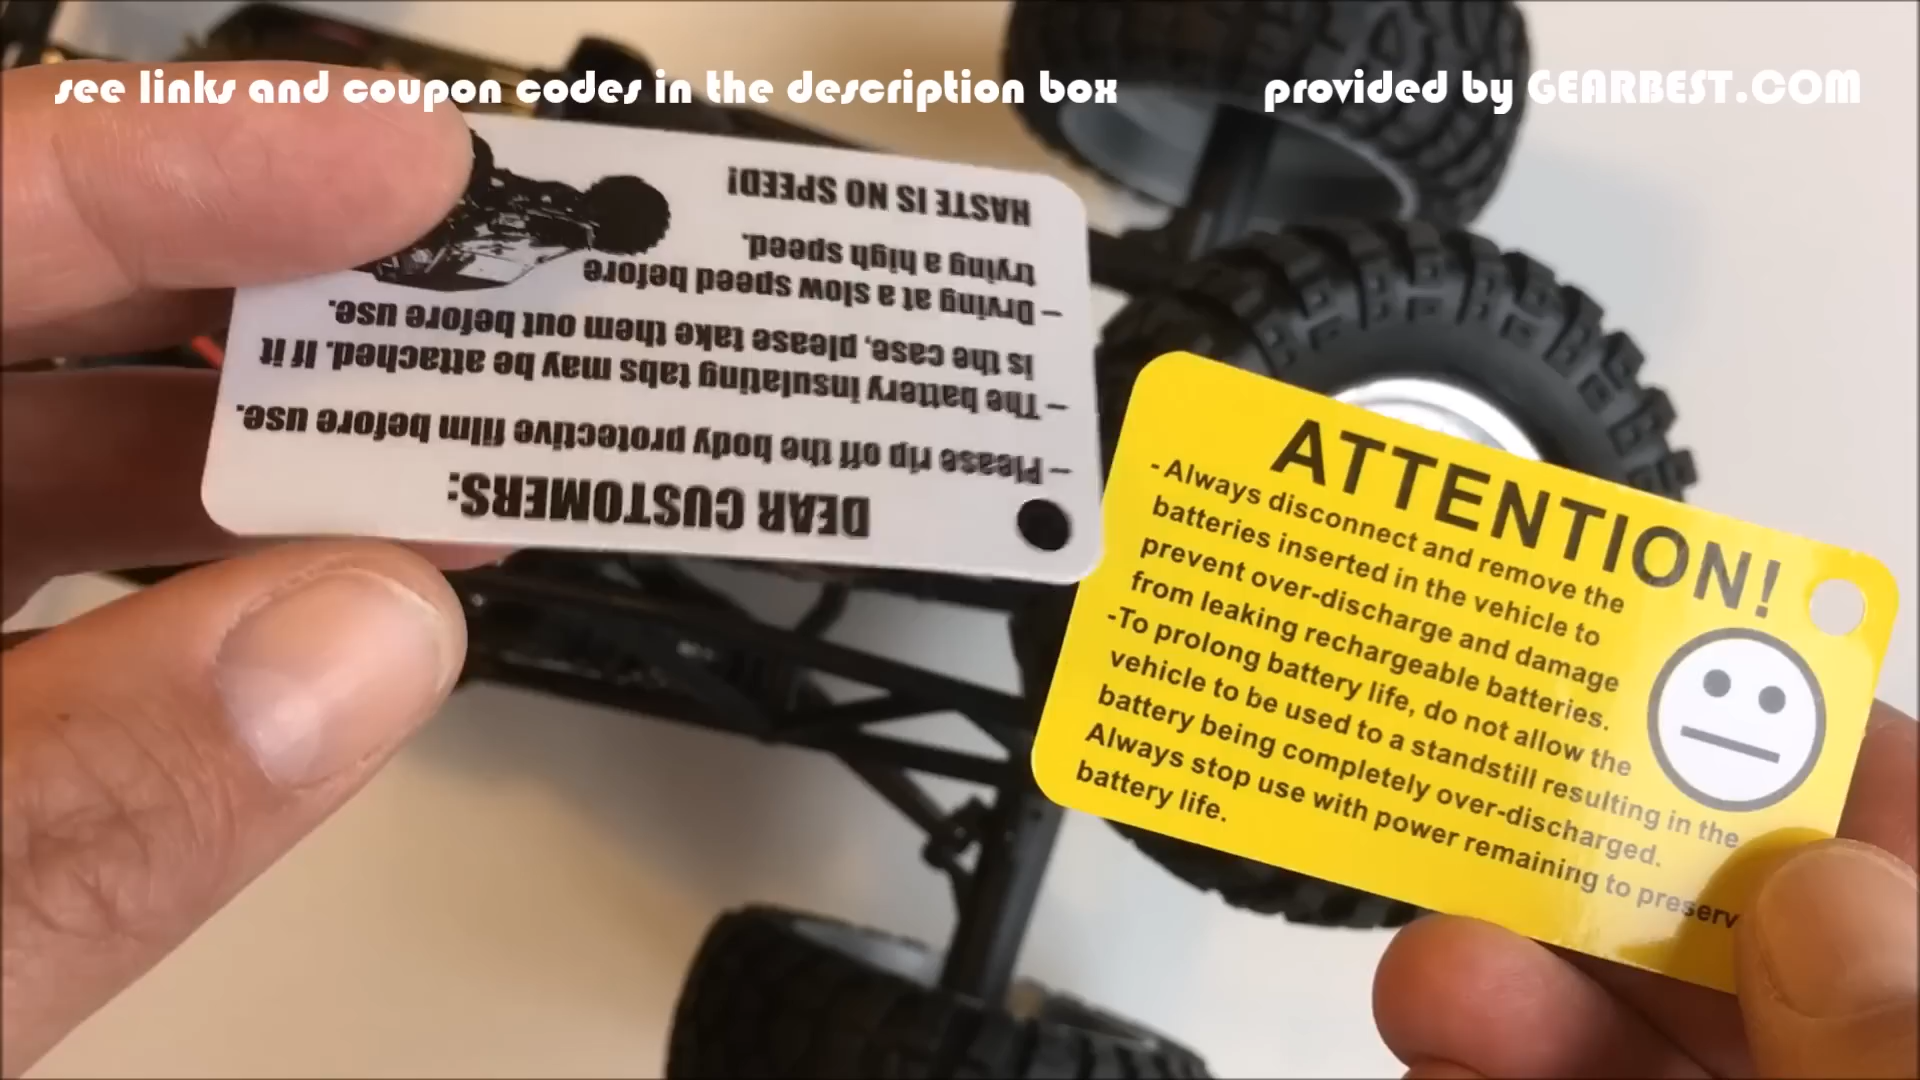 see links and coupon codes in the description box
provided by GEARBEST.COM
DEAR CUSTOMERS:
– Please rip off the body protective film before use.
– The battery insulating tabs may be attached. If it
is the case, please take them out before use.
– Drving at a slow speed before
trying a high speed.
HASTE IS NO SPEED!
ATTENTION!
- Always disconnect and remove the
batteries inserted in the vehicle to
prevent over-discharge and damage
from leaking rechargeable batteries.
-To prolong battery life, do not allow the
vehicle to be used to a standstill resulting in the
battery being completely over-discharged.
Always stop use with power remaining to preserv
battery life.